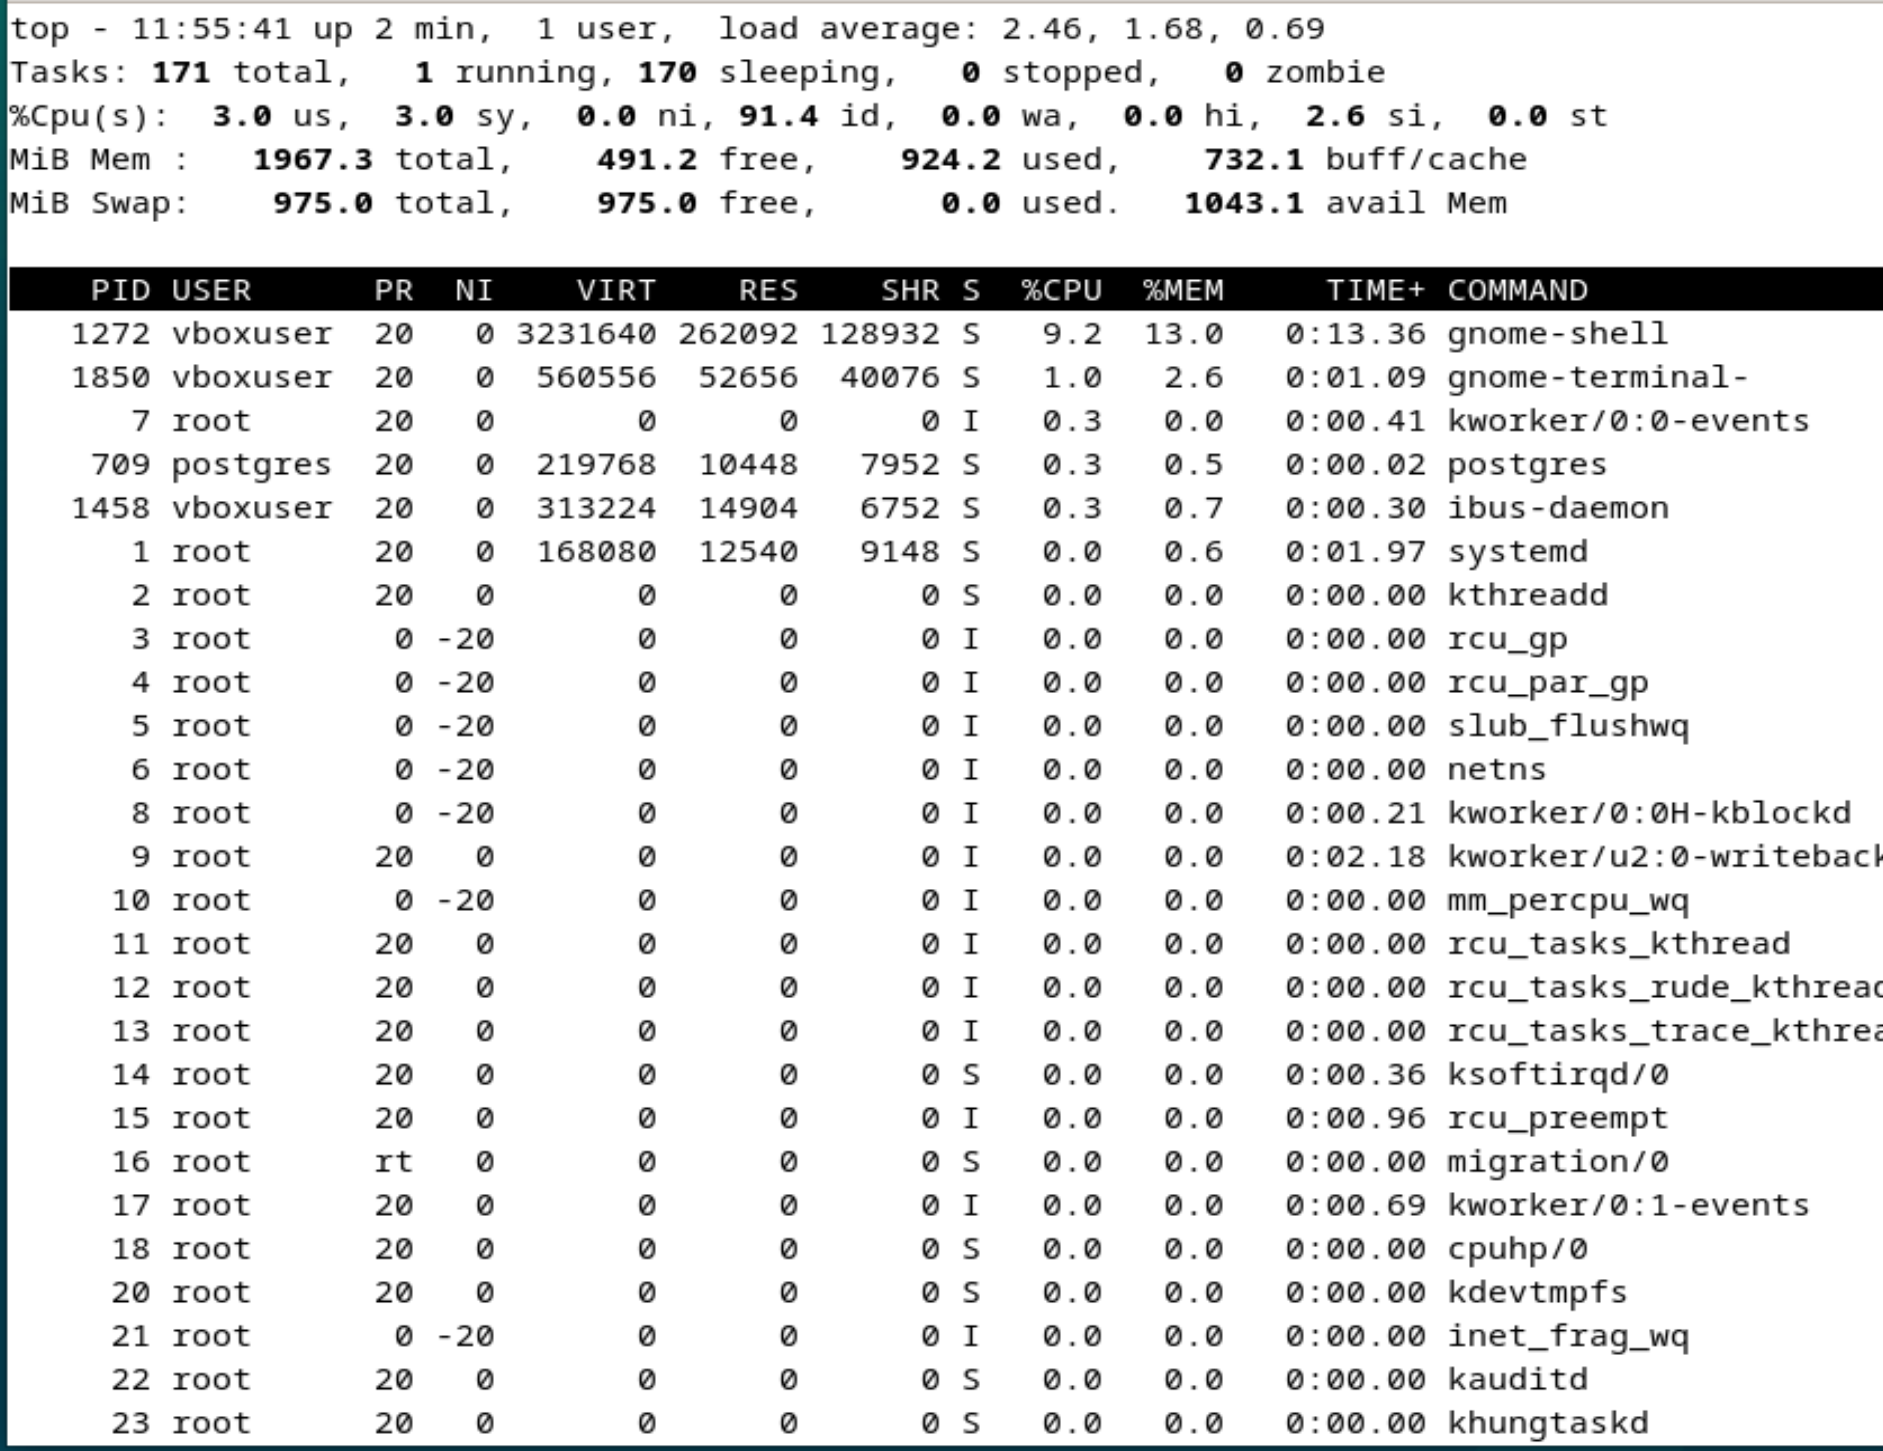 top - 11:55:41 up 2 min,  1 user,  load average: 2.46, 1.68, 0.69
Tasks: 171 total,   1 running, 170 sleeping,   0 stopped,   0 zombie
%Cpu(s):  3.0 us,  3.0 sy,  0.0 ni, 91.4 id,  0.0 wa,  0.0 hi,  2.6 si,  0.0 st
MiB Mem :   1967.3 total,    491.2 free,    924.2 used,    732.1 buff/cache
MiB Swap:    975.0 total,    975.0 free,      0.0 used.   1043.1 avail Mem
PID USER      PR  NI    VIRT    RES    SHR S  %CPU  %MEM     TIME+ COMMAND
1272 vboxuser  20   0 3231640 262092 128932 S   9.2  13.0   0:13.36 gnome-shell
1850 vboxuser  20   0  560556  52656  40076 S   1.0   2.6   0:01.09 gnome-terminal-
7 root      20   0       0      0      0 I   0.3   0.0   0:00.41 kworker/0:0-events
709 postgres  20   0  219768  10448   7952 S   0.3   0.5   0:00.02 postgres
1458 vboxuser  20   0  313224  14904   6752 S   0.3   0.7   0:00.30 ibus-daemon
1 root      20   0  168080  12540   9148 S   0.0   0.6   0:01.97 systemd
2 root      20   0       0      0      0 S   0.0   0.0   0:00.00 kthreadd
3 root       0 -20       0      0      0 I   0.0   0.0   0:00.00 rcu_gp
4 root       0 -20       0      0      0 I   0.0   0.0   0:00.00 rcu_par_gp
5 root       0 -20       0      0      0 I   0.0   0.0   0:00.00 slub_flushwq
6 root       0 -20       0      0      0 I   0.0   0.0   0:00.00 netns
8 root       0 -20       0      0      0 I   0.0   0.0   0:00.21 kworker/0:0H-kblockd
9 root      20   0       0      0      0 I   0.0   0.0   0:02.18 kworker/u2:0-writeback
10 root       0 -20       0      0      0 I   0.0   0.0   0:00.00 mm_percpu_wq
11 root      20   0       0      0      0 I   0.0   0.0   0:00.00 rcu_tasks_kthread
12 root      20   0       0      0      0 I   0.0   0.0   0:00.00 rcu_tasks_rude_kthread
13 root      20   0       0      0      0 I   0.0   0.0   0:00.00 rcu_tasks_trace_kthrea
14 root      20   0       0      0      0 S   0.0   0.0   0:00.36 ksoftirqd/0
15 root      20   0       0      0      0 I   0.0   0.0   0:00.96 rcu_preempt
16 root      rt   0       0      0      0 S   0.0   0.0   0:00.00 migration/0
17 root      20   0       0      0      0 I   0.0   0.0   0:00.69 kworker/0:1-events
18 root      20   0       0      0      0 S   0.0   0.0   0:00.00 cpuhp/0
20 root      20   0       0      0      0 S   0.0   0.0   0:00.00 kdevtmpfs
21 root       0 -20       0      0      0 I   0.0   0.0   0:00.00 inet_frag_wq
22 root      20   0       0      0      0 S   0.0   0.0   0:00.00 kauditd
23 root      20   0       0      0      0 S   0.0   0.0   0:00.00 khungtaskd